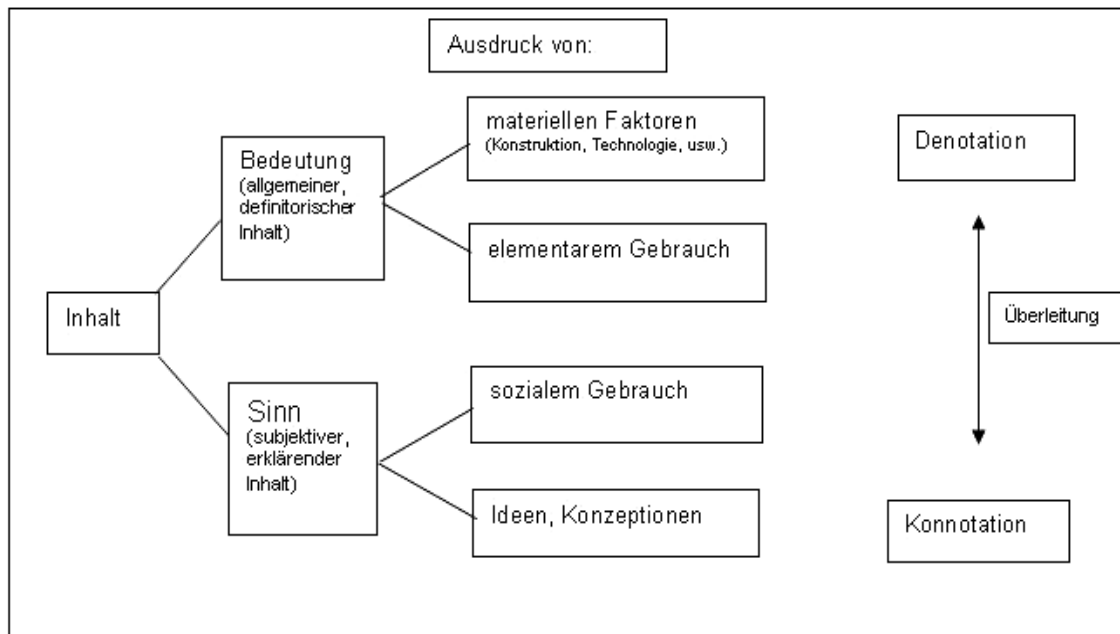 Ausdruck von:
materiellen Faktoren
(Konstruktion, Technologie, usw.)
Denotation
Bedeutung
(allgemeiner,
definitorischer
Inhalt)
elementarem Gebrauch
Inhalt
Überleitung
sozialem Gebrauch
Sinn
(subjektiver,
erklärender
Inhalt)
Ideen, Konzeptionen
Konnotation